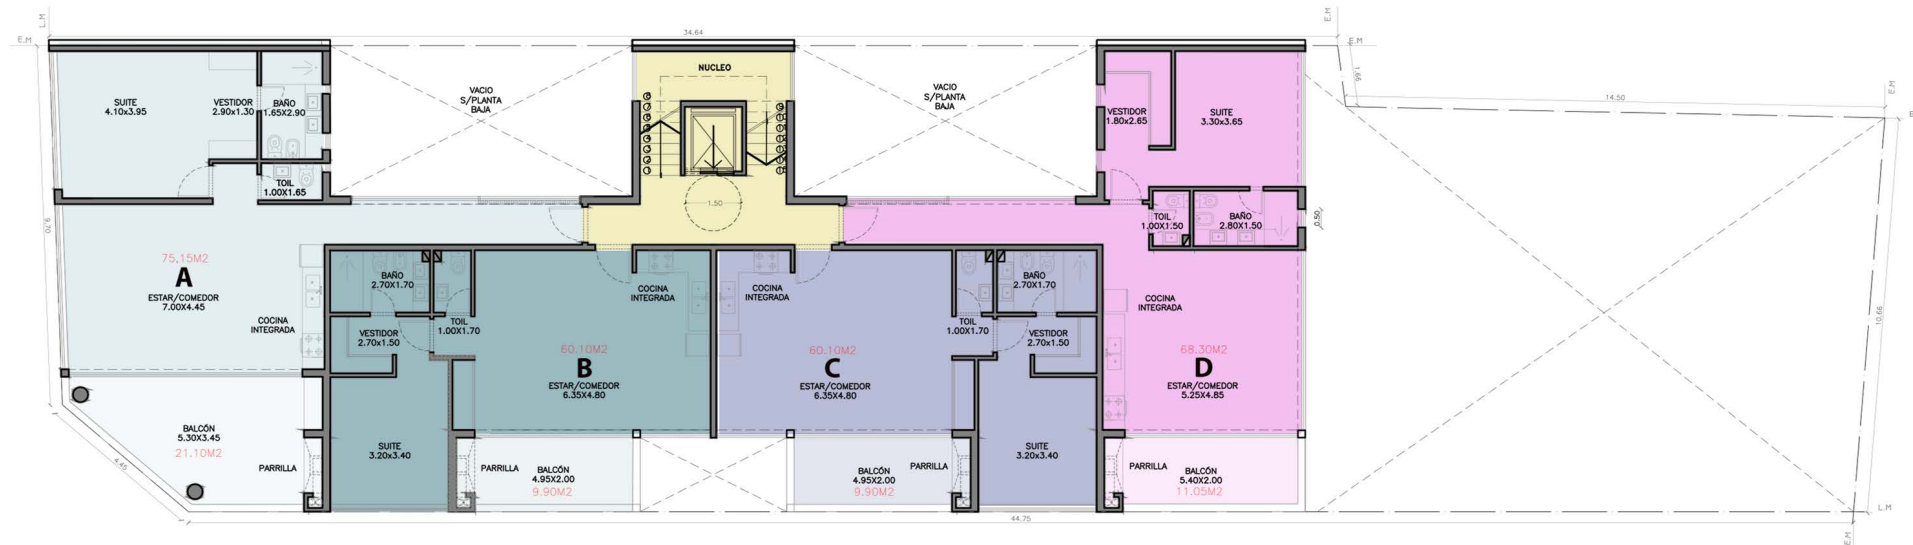 L.M
E.M
34.64
E.M
E.M
1.66
14.50
E.M
SUITE
4.10x3.95
VESTIDOR
2.90x1.30
BAÑO
1.65X2.90
TOIL
1.00X1.65
VACIO
S/PLANTA
BAJA
NUCLEO
1.50
VACIO
S/PLANTA
BAJA
VESTIDOR
1.80x2.65
SUITE
3.30x3.65
TOIL
1.00X1.50
BAÑO
2.80X1.50
0.50
9.70
75,15M2
A
ESTAR/COMEDOR
7.00X4.45
COCINA
INTEGRADA
BALCÓN
5.30X3.45
21.10M2
PARRILLA
4.45
BAÑO
2.70X1.70
TOIL
1.00X1.70
VESTIDOR
2.70x1.50
SUITE
3.20x3.40
COCINA
INTEGRADA
60.10M2
B
ESTAR/COMEDOR
6.35X4.80
PARRILLA
BALCÓN
4.95X2.00
9.90M2
COCINA
INTEGRADA
60.10M2
C
ESTAR/COMEDOR
6.35X4.80
TOIL
1.00X1.70
BAÑO
2.70X1.70
VESTIDOR
2.70x1.50
SUITE
3.20x3.40
BALCÓN
4.95X2.00
9.90M2
PARRILLA
COCINA
INTEGRADA
68.30M2
D
ESTAR/COMEDOR
5.25X4.85
PARRILLA
BALCÓN
5.40X2.00
11.05M2
10.66
44.75
L.M
E.M